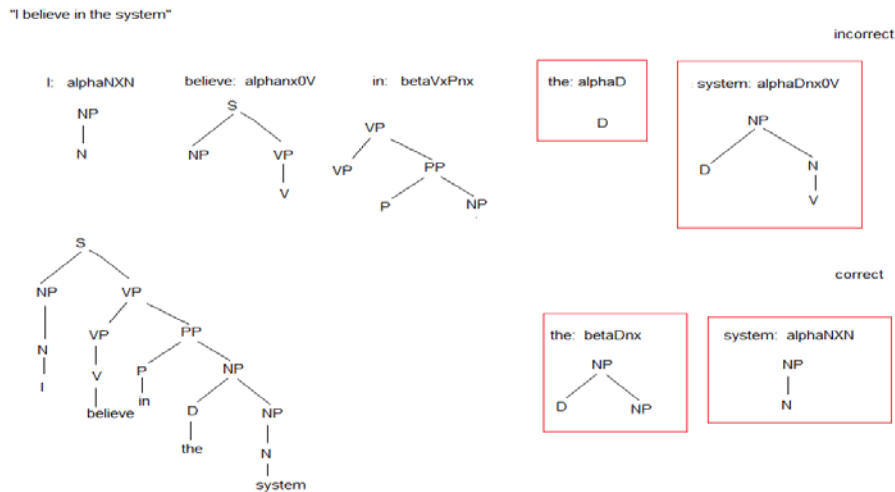 "I believe in the system"
incorrect
I: alphaNXN believe: alphanx0V in: betaVxPnx the: alphaD system: alphaDnx0V
NP S VP D NP
N NP VP VP PP D N
V P NP V
S
correct
NP VP
the: betaDnx system: alphaNXN
VP PP
NP NP
N P NP
V
I in D NP D NP N
believe
the N
system